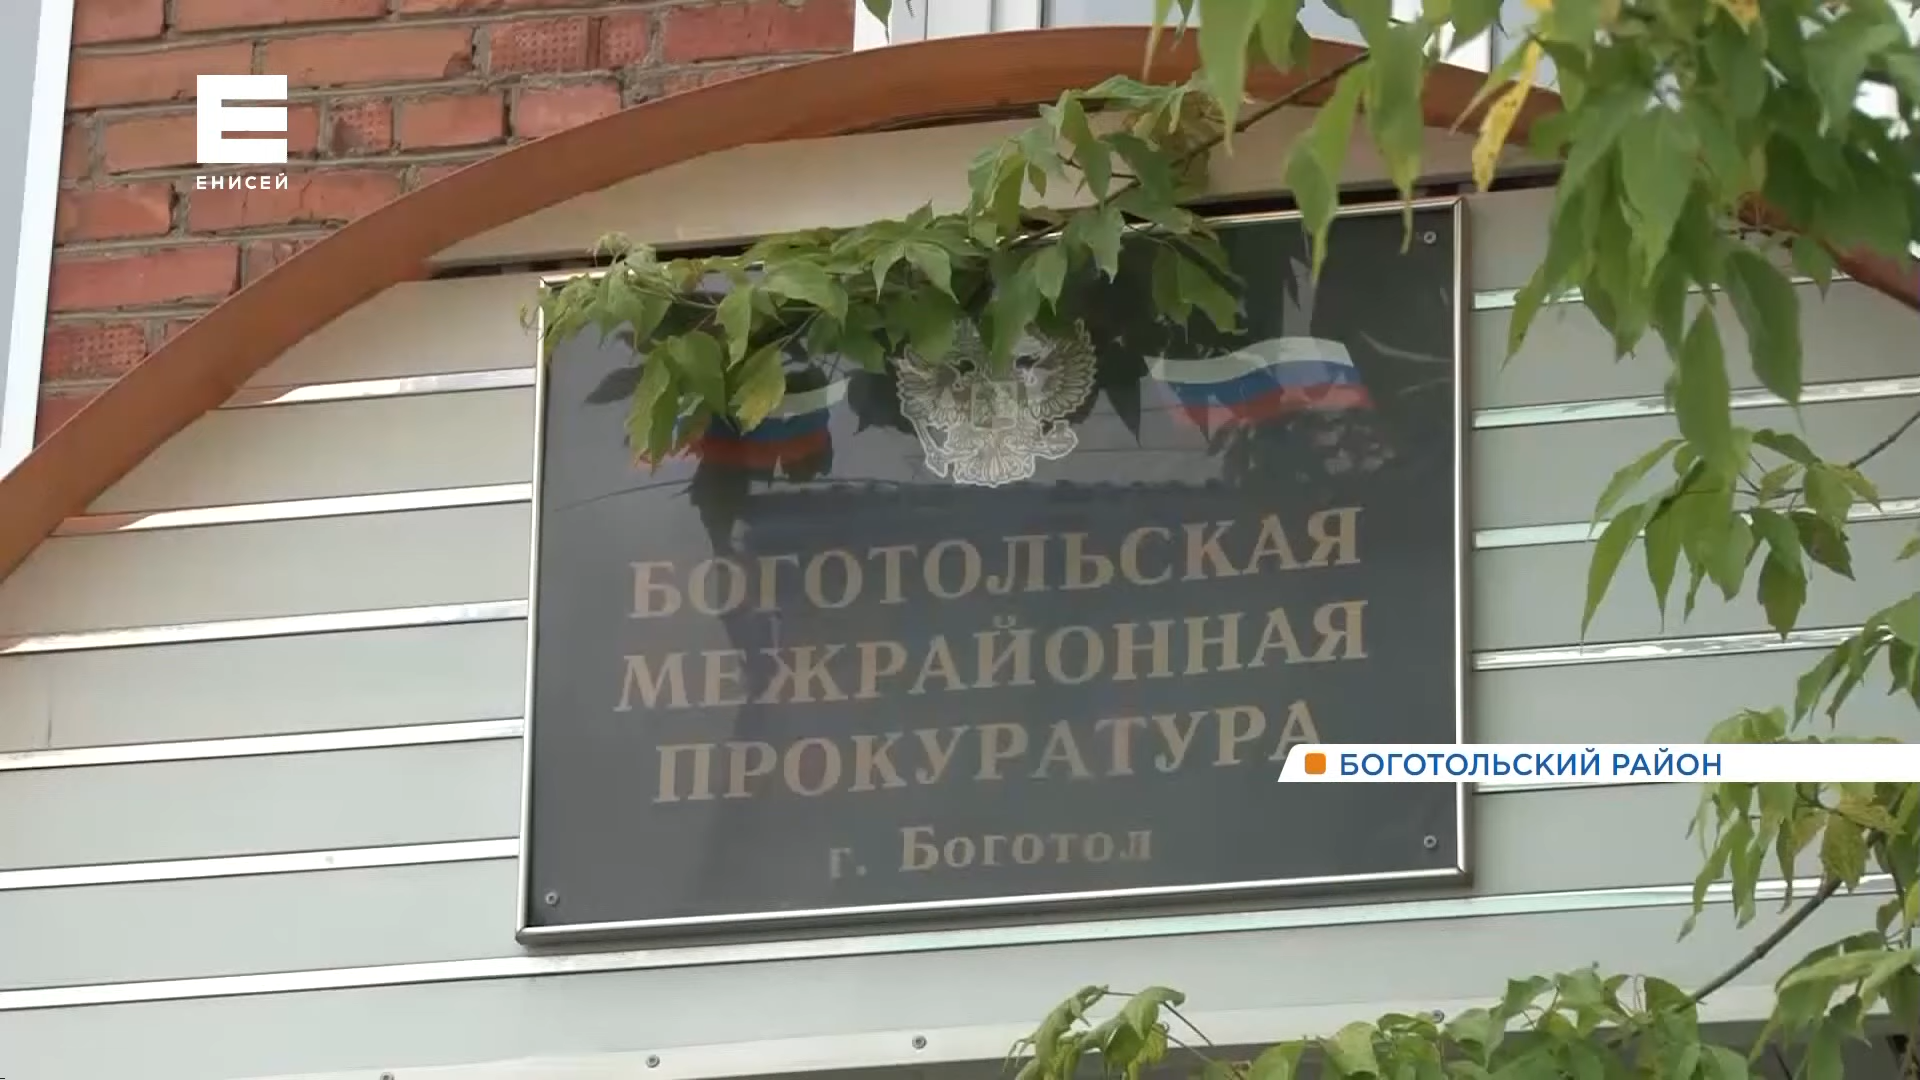 ЕНИСЕЙ
БОГОТОЛЬСКАЯ
МЕЖРАЙОННАЯ
ПРОКУРАТУРА
г. Боготол
БОГОТОЛЬСКИЙ РАЙОН